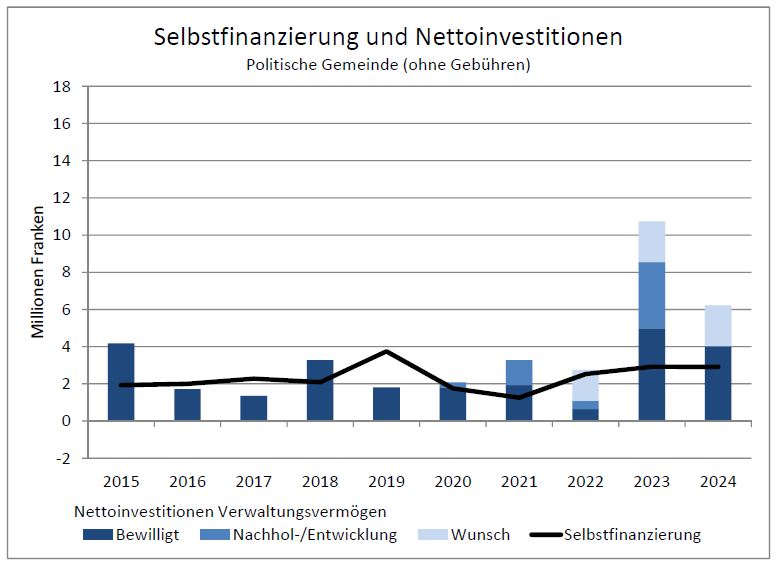 Selbstfinanzierung und Nettoinvestitionen
Politische Gemeinde (ohne Gebühren)
Millionen Franken
18
16
14
12
10
8
6
4
2
0
-2
2015 2016 2017 2018 2019 2020 2021 2022 2023 2024
Nettoinvestitionen Verwaltungsvermögen
Bewilligt Nachhol-/Entwicklung Wunsch Selbstfinanzierung